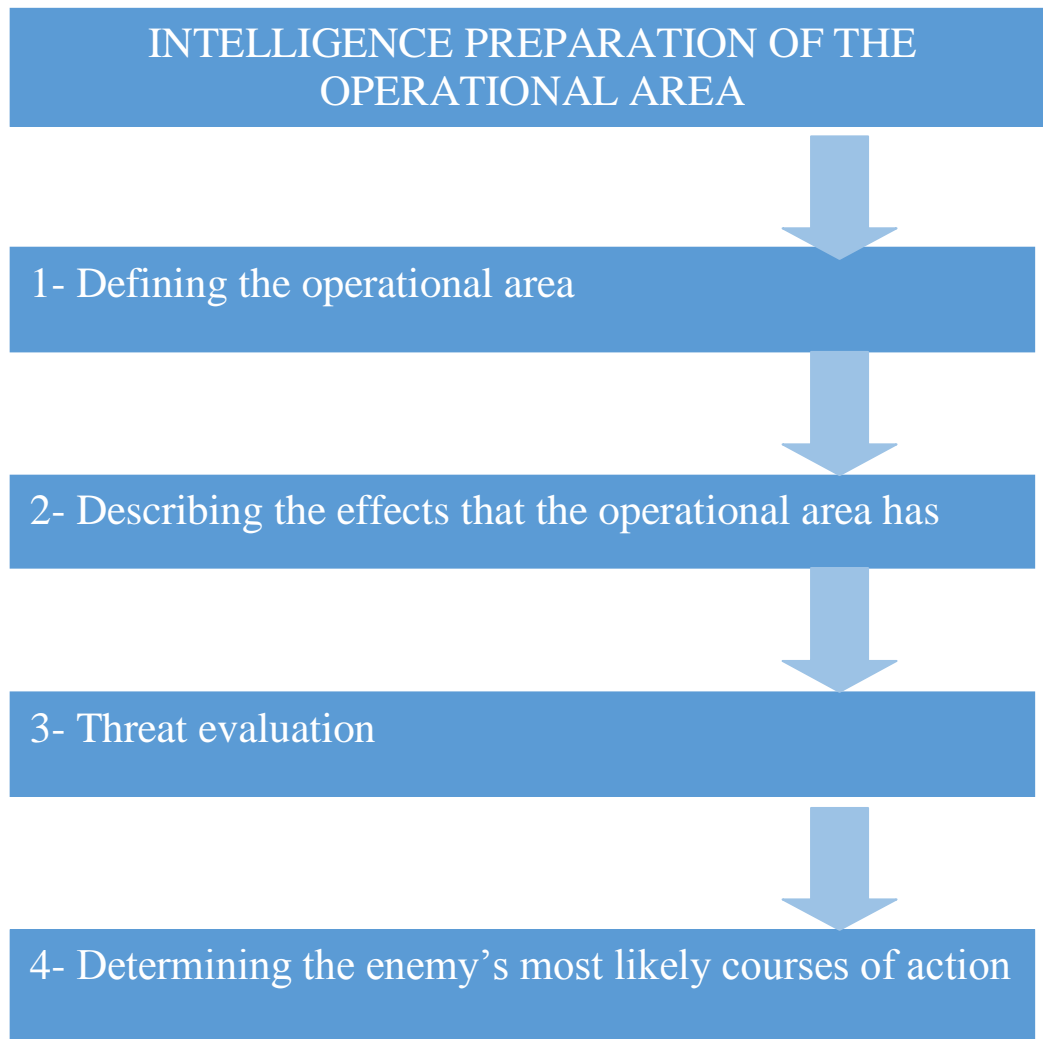 INTELLIGENCE PREPARATION OF THE
OPERATIONAL AREA
1- Defining the operational area
2- Describing the effects that the operational area has
3- Threat evaluation
4- Determining the enemy’s most likely courses of action